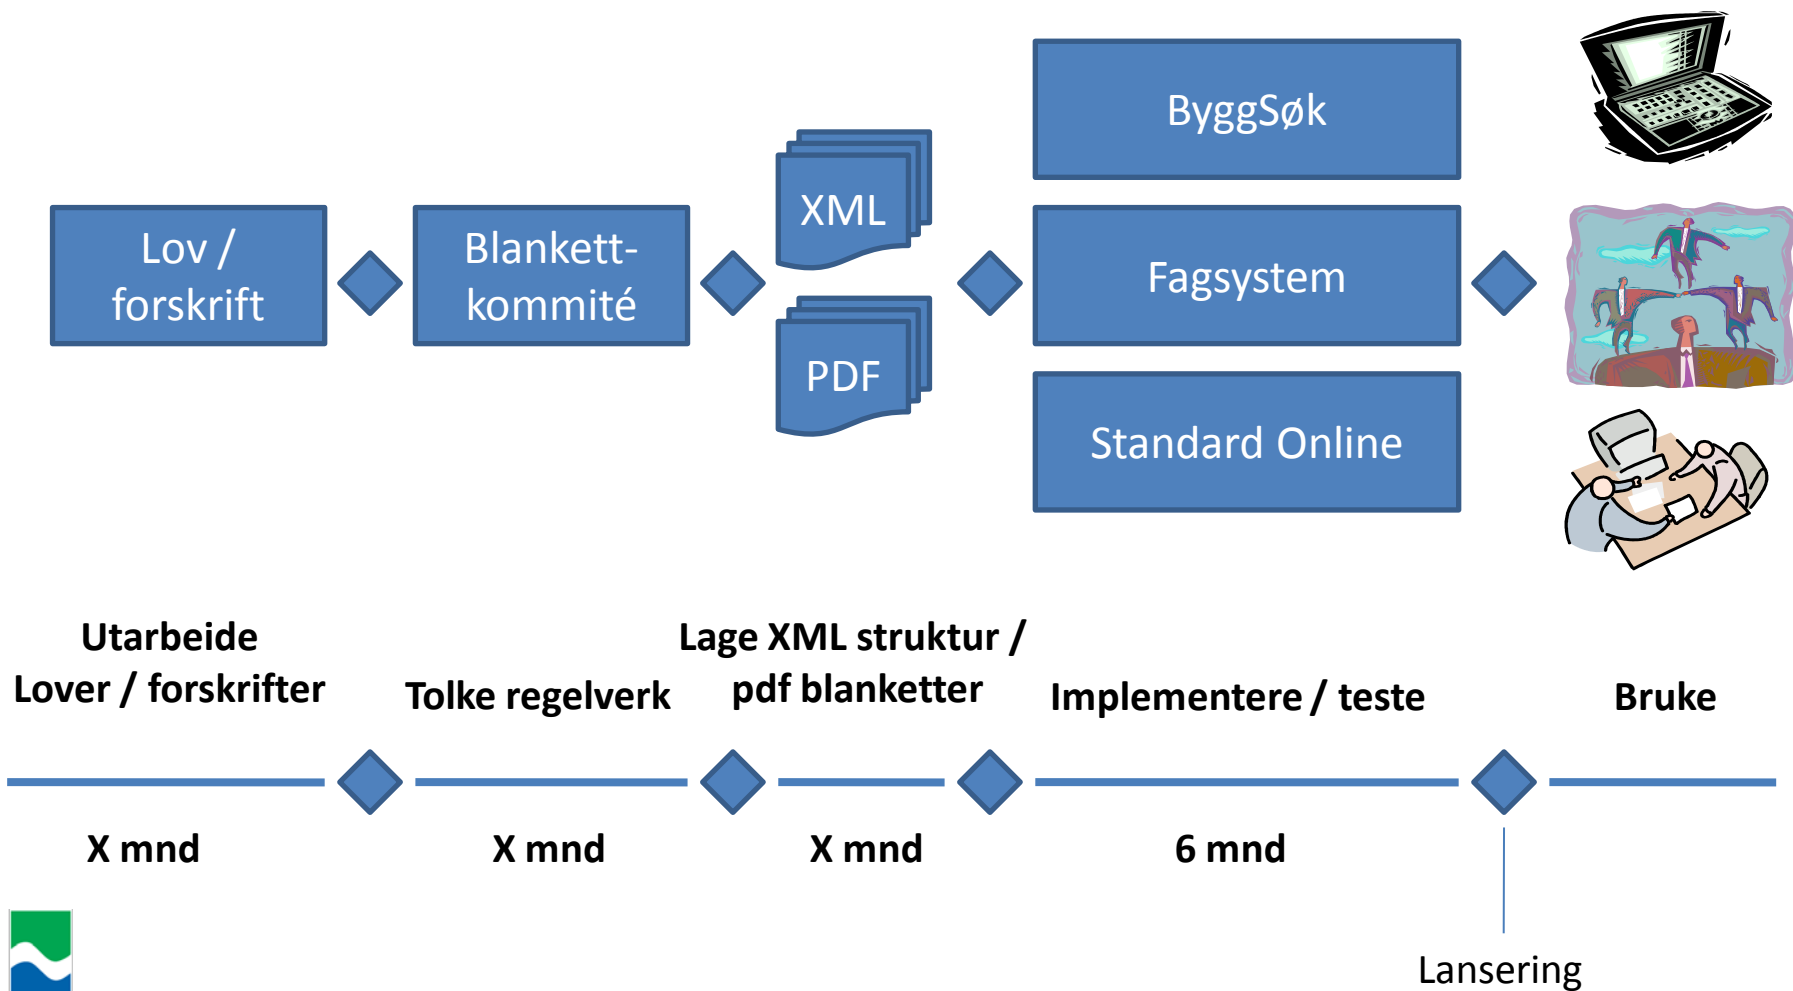 Lov /
forskrift
Blankett-
kommité
XML
PDF
ByggSøk
Fagsystem
Standard Online
Utarbeide
Lover / forskrifter
Tolke regelverk
Lage XML struktur /
pdf blanketter
Implementere / teste
Bruke
X mnd
X mnd
X mnd
6 mnd
Lansering